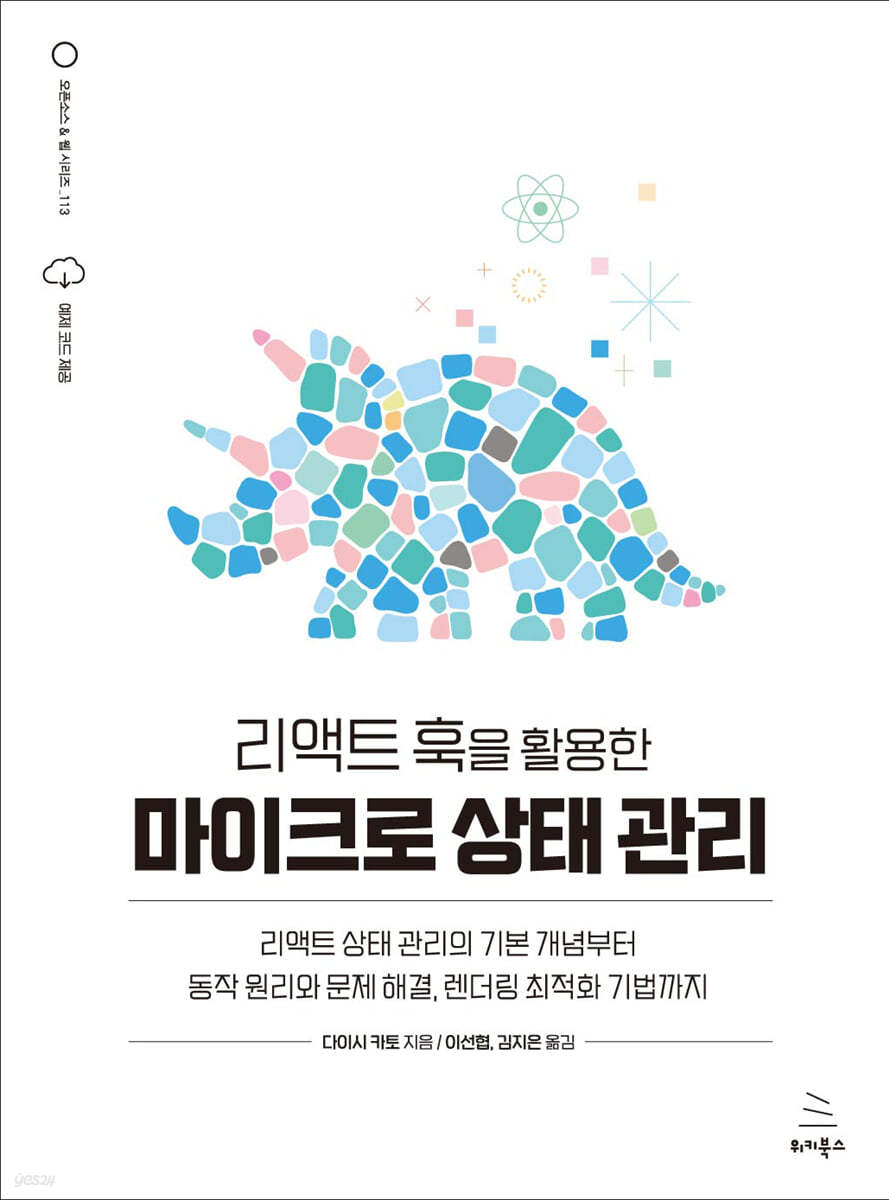 오픈소스 & 웹 시리즈_113
예제 코드 제공
리액트 훅을 활용한
마이크로 상태 관리
리액트 상태 관리의 기본 개념부터
동작 원리와 문제 해결, 렌더링 최적화 기법까지
다이시 카토 지음 / 이선협, 김지은 옮김
위키북스
yes24